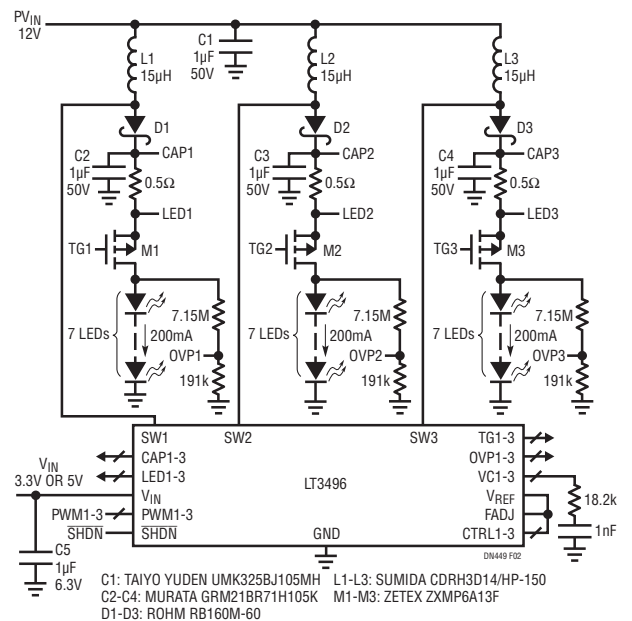 PVIN
12V
C1
1µF
50V
L1
15µH
L2
15µH
L3
15µH
D1
D2
D3
C2
1µF
50V
CAP1
C3
1µF
50V
CAP2
C4
1µF
50V
CAP3
0.5Ω
0.5Ω
0.5Ω
LED1
LED2
LED3
TG1
M1
TG2
M2
TG3
M3
7 LEDs
200mA
7.15M
OVP1
191k
7 LEDs
200mA
7.15M
OVP2
191k
7 LEDs
200mA
7.15M
OVP3
191k
SW1
SW2
SW3
TG1-3
CAP1-3
OVP1-3
LED1-3
VC1-3
LT3496
VIN
3.3V OR 5V
VIN
VREF
18.2k
PWM1-3
PWM1-3
FADJ
SHDN
SHDN
GND
CTRL1-3
1nF
C5
1µF
6.3V
DN449 F02
C1: TAIYO YUDEN UMK325BJ105MH L1-L3: SUMIDA CDRH3D14/HP-150
C2-C4: MURATA GRM21BR71H105K M1-M3: ZETEX ZXMP6A13F
D1-D3: ROHM RB160M-60